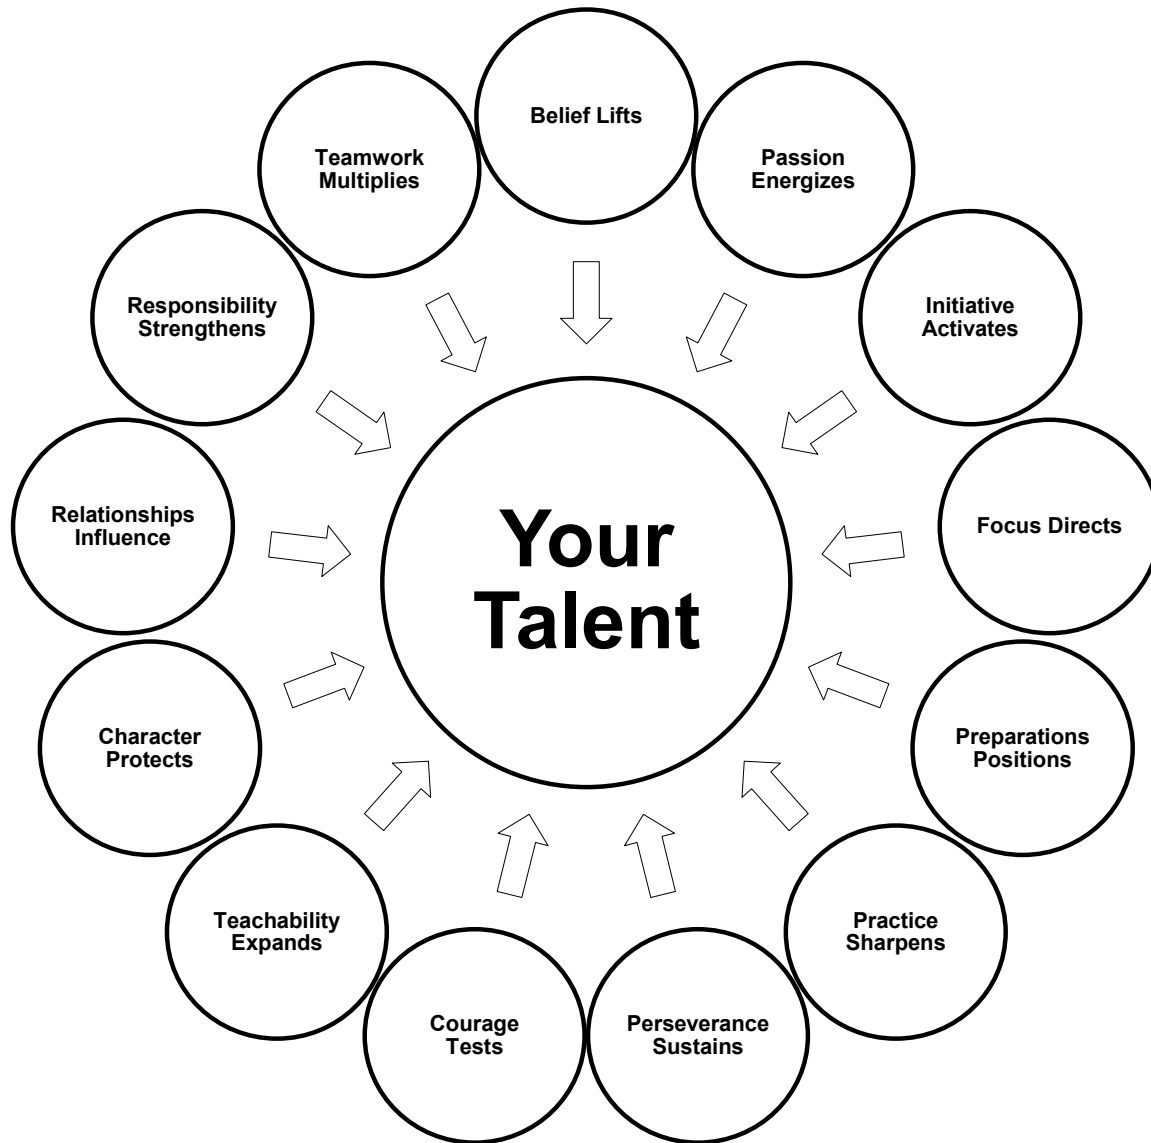 Belief Lifts
Passion
Energizes
Initiative
Activates
Focus Directs
Preparations
Positions
Practice
Sharpens
Perseverance
Sustains
Courage
Tests
Teachability
Expands
Character
Protects
Relationships
Influence
Responsibility
Strengthens
Teamwork
Multiplies
Your
Talent